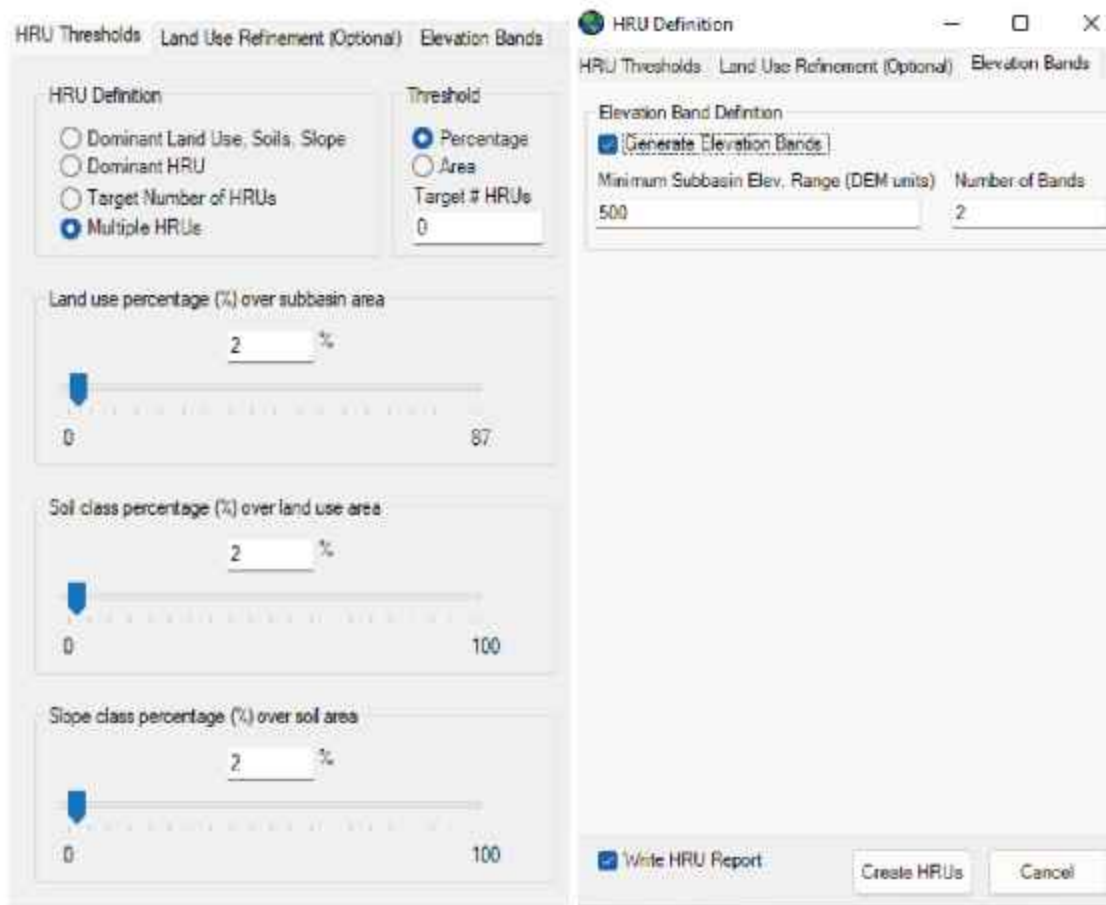 HRU Thresholds Land Use Refinement (Optional) Elevation Bands
HRU Definition
Dominant Land Use, Soils, Slope
Dominant HRU
Target Number of HRUs
Multiple HRUs
Threshold
Percentage
Area
Target # HRUs
0
Land use percentage (%) over subbasin area
2 %
0 87
Soil class percentage (%) over land use area
2 %
0 100
Slope class percentage (%) over soil area
2 %
0 100
HRU Definition
HRU Thresholds Land Use Refinement (Optional) Elevation Bands
Elevation Band Definition
Generate Elevation Bands
Minimum Subbasin Elev. Range (DEM units) Number of Bands
500 2
Write HRU Report Create HRUs Cancel